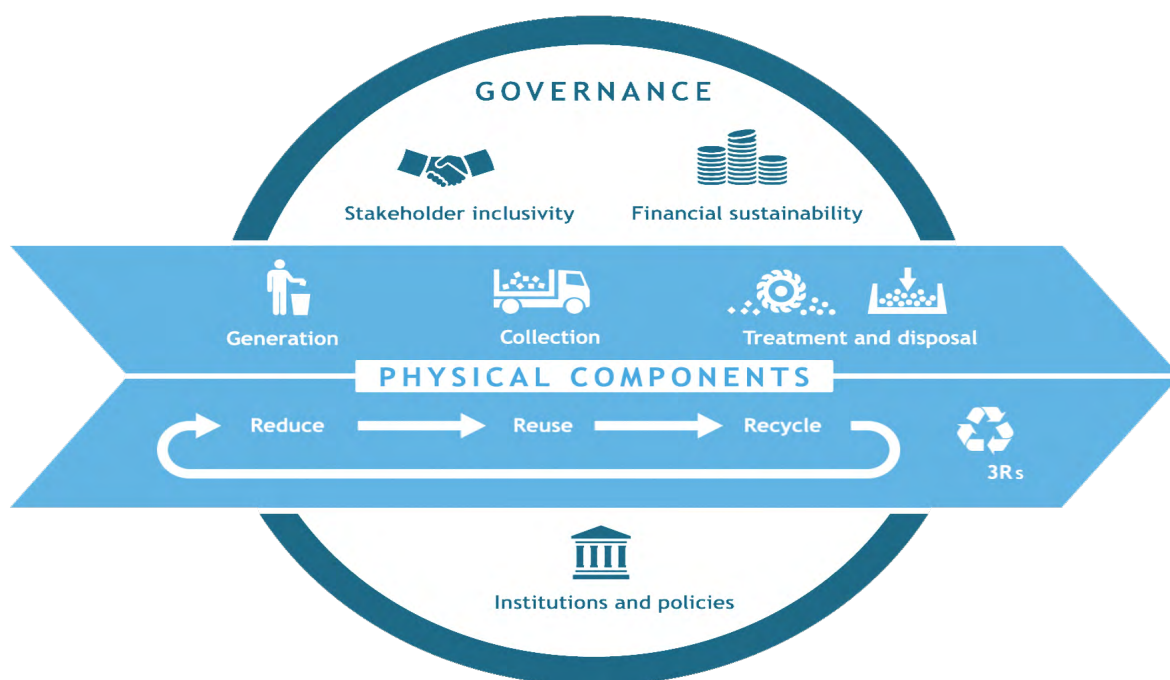 GOVERNANCE
Stakeholder inclusivity
Financial sustainability
Generation
Collection
Treatment and disposal
PHYSICAL COMPONENTS
Reduce
Reuse
Recycle
3Rs
Institutions and policies